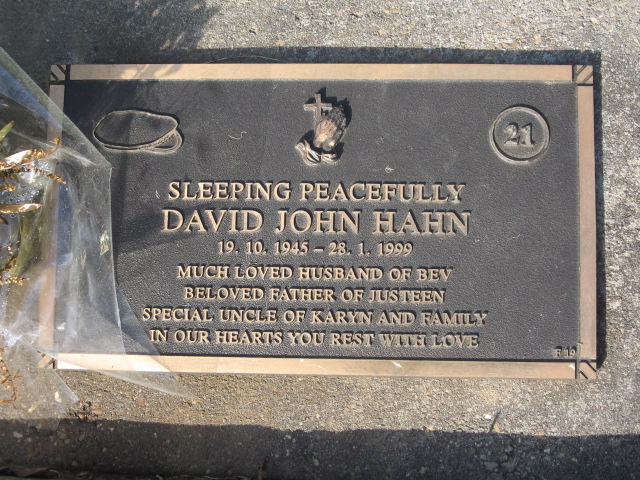 21
SLEEPING PEACEFULLY
DAVID JOHN HAHN
19. 10. 1945 – 28. 1. 1999
MUCH LOVED HUSBAND OF BEV
BELOVED FATHER OF JUSTEEN
SPECIAL UNCLE OF KARYN AND FAMILY
IN OUR HEARTS YOU REST WITH LOVE
F 19